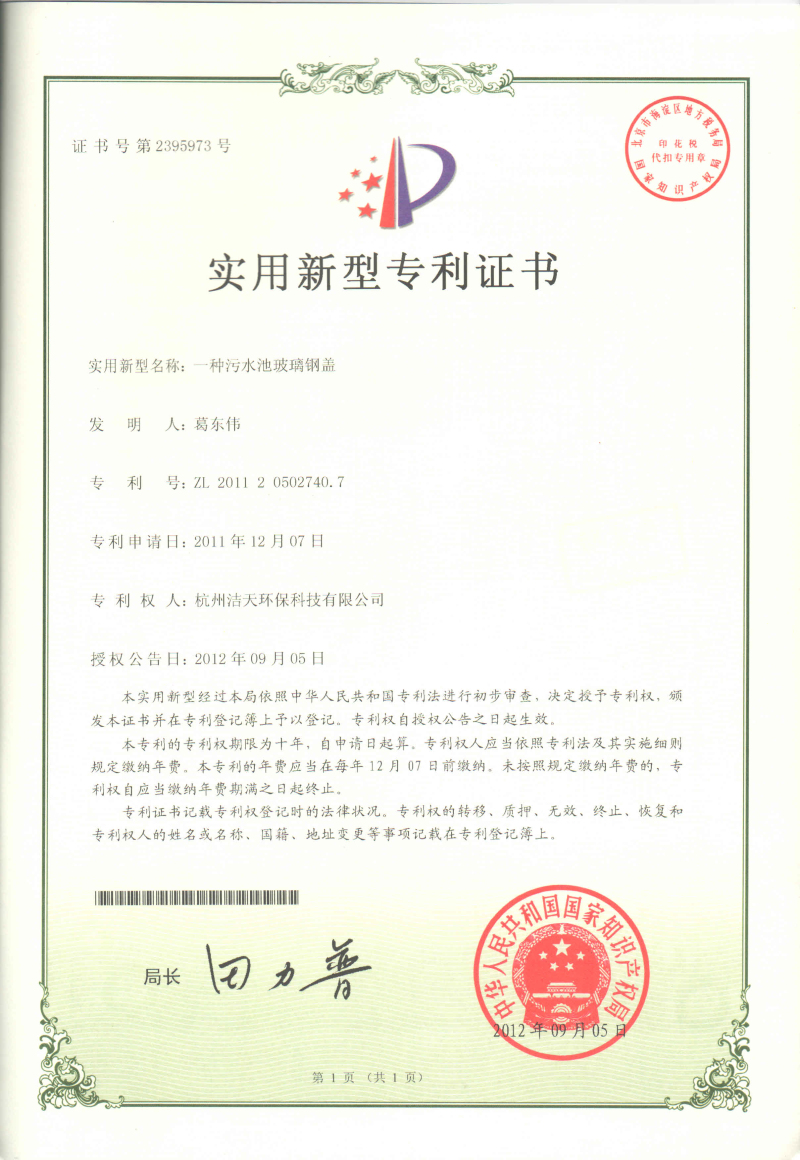 证书号第2395973号
北京市海淀区地方税务局
印花税
代扣专用章
国家知识产权局
实用新型专利证书
实用新型名称：一种污水池玻璃钢盖
发 明 人：葛东伟
专 利 号：ZL 2011 2 0502740.7
专利申请日：2011年12月07日
专 利 权 人：杭州洁天环保科技有限公司
授权公告日：2012年09月05日
本实用新型经过本局依照中华人民共和国专利法进行初步审查，决定授予专利权，颁
发本证书并在专利登记簿上予以登记。专利权自授权公告之日起生效。
本专利的专利权期限为十年，自申请日起算。专利权人应当依照专利法及其实施细则
规定缴纳年费。本专利的年费应当在每年12月07日前缴纳。未按照规定缴纳年费的，专
利权自应当缴纳年费期满之日起终止。
专利证书记载专利权登记时的法律状况。专利权的转移、质押、无效、终止、恢复和
专利权人的姓名或名称、国籍、地址变更等事项记载在专利登记簿上。
局长 田力普
中华人民共和国国家知识产权局
2012年09月05日
第1页（共1页）